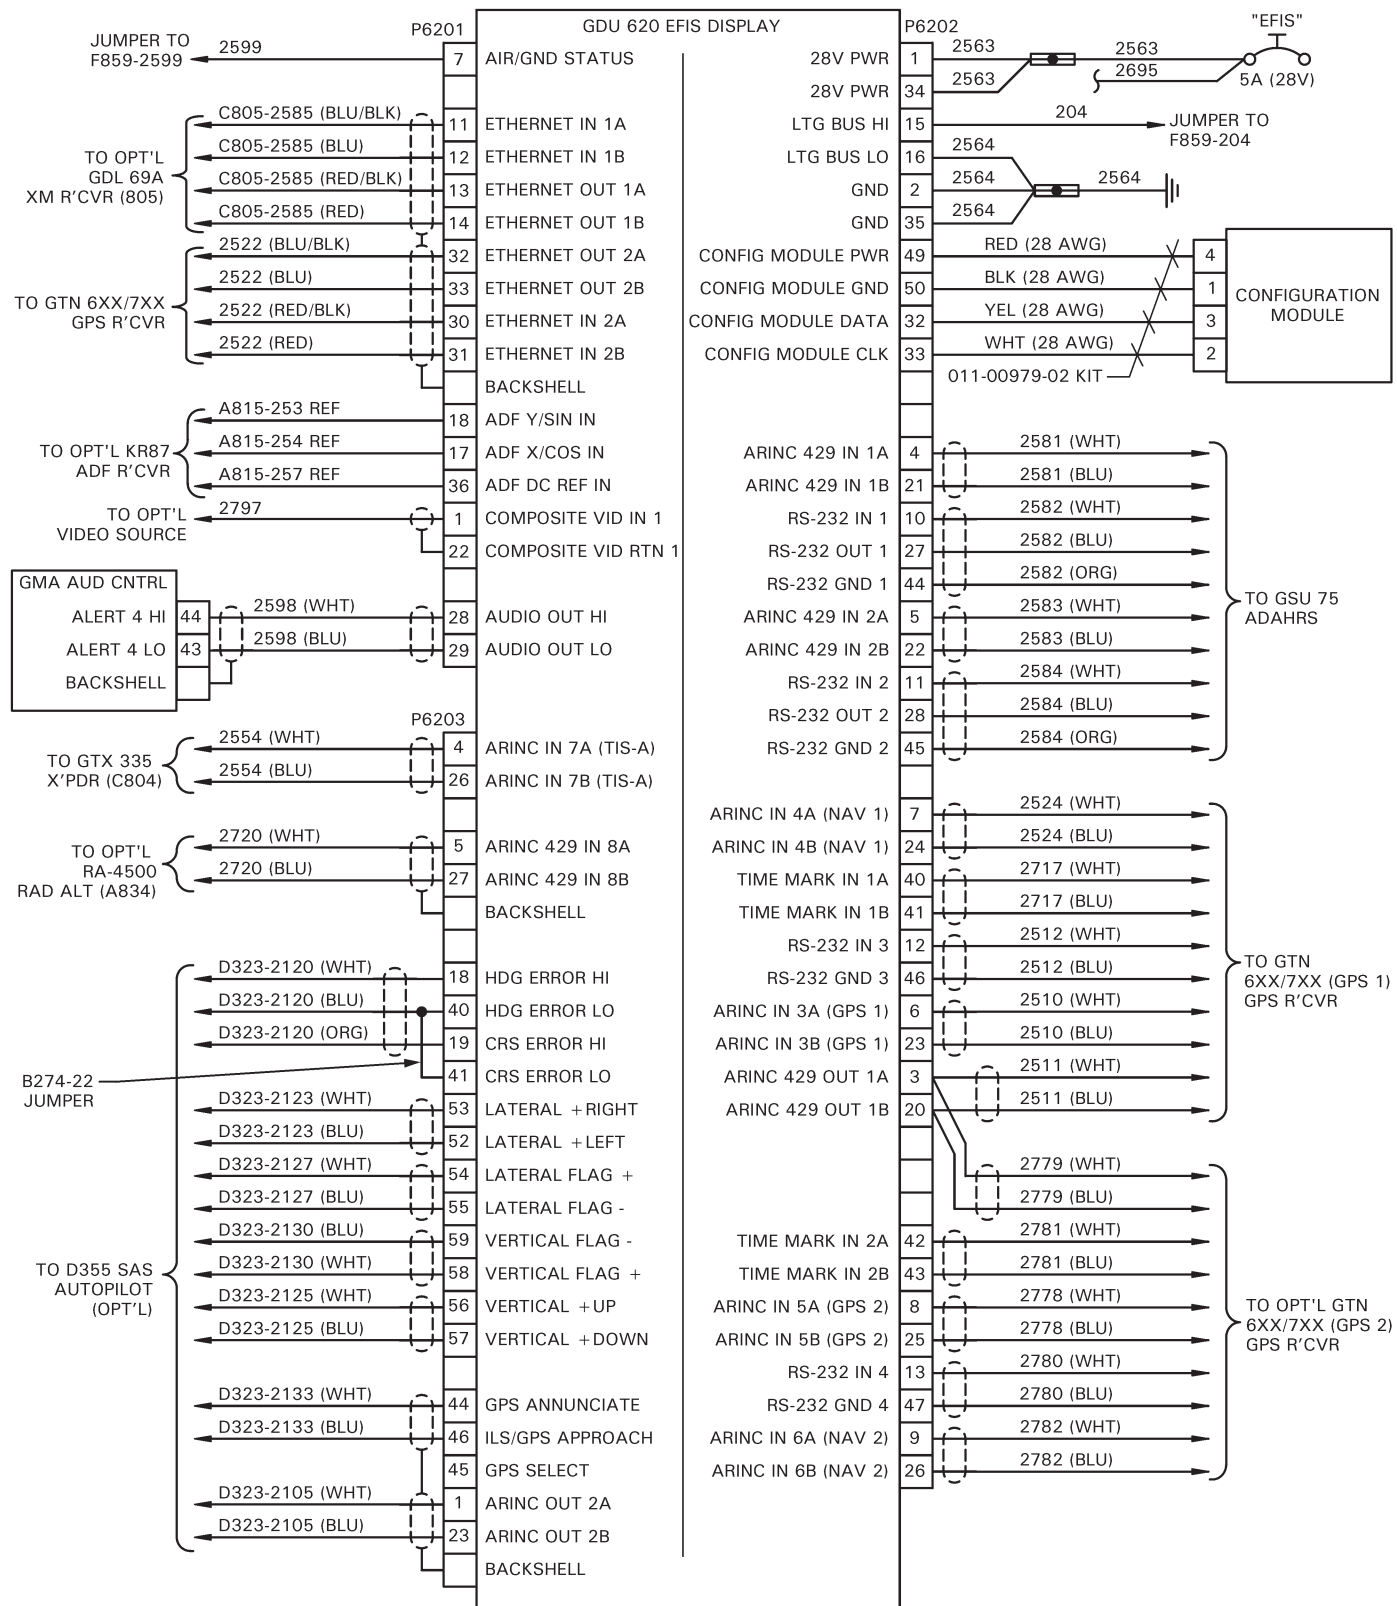 GDU 620 EFIS DISPLAY
P6201
JUMPER TO
F859-2599
2599
7 AIR/GND STATUS
TO OPT'L
GDL 69A
XM R'CVR (805)
C805-2585 (BLU/BLK)
11 ETHERNET IN 1A
C805-2585 (BLU)
12 ETHERNET IN 1B
C805-2585 (RED/BLK)
13 ETHERNET OUT 1A
C805-2585 (RED)
14 ETHERNET OUT 1B
TO GTN 6XX/7XX
GPS R'CVR
2522 (BLU/BLK)
32 ETHERNET OUT 2A
2522 (BLU)
33 ETHERNET OUT 2B
2522 (RED/BLK)
30 ETHERNET IN 2A
2522 (RED)
31 ETHERNET IN 2B
BACKSHELL
TO OPT'L KR87
ADF R'CVR
A815-253 REF
18 ADF Y/SIN IN
A815-254 REF
17 ADF X/COS IN
A815-257 REF
36 ADF DC REF IN
TO OPT'L
VIDEO SOURCE
2797
1 COMPOSITE VID IN 1
22 COMPOSITE VID RTN 1
GMA AUD CNTRL
ALERT 4 HI 44
2598 (WHT)
28 AUDIO OUT HI
ALERT 4 LO 43
2598 (BLU)
29 AUDIO OUT LO
BACKSHELL
P6203
TO GTX 335
X'PDR (C804)
2554 (WHT)
4 ARINC IN 7A (TIS-A)
2554 (BLU)
26 ARINC IN 7B (TIS-A)
TO OPT'L
RA-4500
RAD ALT (A834)
2720 (WHT)
5 ARINC 429 IN 8A
2720 (BLU)
27 ARINC 429 IN 8B
BACKSHELL
D323-2120 (WHT)
18 HDG ERROR HI
D323-2120 (BLU)
40 HDG ERROR LO
D323-2120 (ORG)
19 CRS ERROR HI
41 CRS ERROR LO
B274-22
JUMPER
D323-2123 (WHT)
53 LATERAL +RIGHT
D323-2123 (BLU)
52 LATERAL +LEFT
D323-2127 (WHT)
54 LATERAL FLAG +
D323-2127 (BLU)
55 LATERAL FLAG -
D323-2130 (BLU)
59 VERTICAL FLAG -
D323-2130 (WHT)
58 VERTICAL FLAG +
TO D355 SAS
AUTOPILOT
(OPT'L)
D323-2125 (WHT)
56 VERTICAL +UP
D323-2125 (BLU)
57 VERTICAL +DOWN
D323-2133 (WHT)
44 GPS ANNUNCIATE
D323-2133 (BLU)
46 ILS/GPS APPROACH
45 GPS SELECT
D323-2105 (WHT)
1 ARINC OUT 2A
D323-2105 (BLU)
23 ARINC OUT 2B
BACKSHELL
P6202
"EFIS"
5A (28V)
28V PWR 1
2563 2563
2695
28V PWR 34
2563
LTG BUS HI 15
204
JUMPER TO
F859-204
LTG BUS LO 16
2564
GND 2
2564 2564
GND 35
2564
CONFIG MODULE PWR 49
RED (28 AWG) 4
CONFIG MODULE GND 50
BLK (28 AWG) 1
CONFIG MODULE DATA 32
YEL (28 AWG) 3
CONFIG MODULE CLK 33
WHT (28 AWG) 2
CONFIGURATION
MODULE
011-00979-02 KIT
ARINC 429 IN 1A 4
2581 (WHT)
ARINC 429 IN 1B 21
2581 (BLU)
RS-232 IN 1 10
2582 (WHT)
RS-232 OUT 1 27
2582 (BLU)
RS-232 GND 1 44
2582 (ORG)
TO GSU 75
ADAHRS
ARINC 429 IN 2A 5
2583 (WHT)
ARINC 429 IN 2B 22
2583 (BLU)
RS-232 IN 2 11
2584 (WHT)
RS-232 OUT 2 28
2584 (BLU)
RS-232 GND 2 45
2584 (ORG)
ARINC IN 4A (NAV 1) 7
2524 (WHT)
ARINC IN 4B (NAV 1) 24
2524 (BLU)
TIME MARK IN 1A 40
2717 (WHT)
TIME MARK IN 1B 41
2717 (BLU)
RS-232 IN 3 12
2512 (WHT)
RS-232 GND 3 46
2512 (BLU)
TO GTN
6XX/7XX (GPS 1)
GPS R'CVR
ARINC IN 3A (GPS 1) 6
2510 (WHT)
ARINC IN 3B (GPS 1) 23
2510 (BLU)
ARINC 429 OUT 1A 3
2511 (WHT)
ARINC 429 OUT 1B 20
2511 (BLU)
2779 (WHT)
2779 (BLU)
TIME MARK IN 2A 42
2781 (WHT)
TIME MARK IN 2B 43
2781 (BLU)
ARINC IN 5A (GPS 2) 8
2778 (WHT)
ARINC IN 5B (GPS 2) 25
2778 (BLU)
TO OPT'L GTN
6XX/7XX (GPS 2)
GPS R'CVR
RS-232 IN 4 13
2780 (WHT)
RS-232 GND 4 47
2780 (BLU)
ARINC IN 6A (NAV 2) 9
2782 (WHT)
ARINC IN 6B (NAV 2) 26
2782 (BLU)